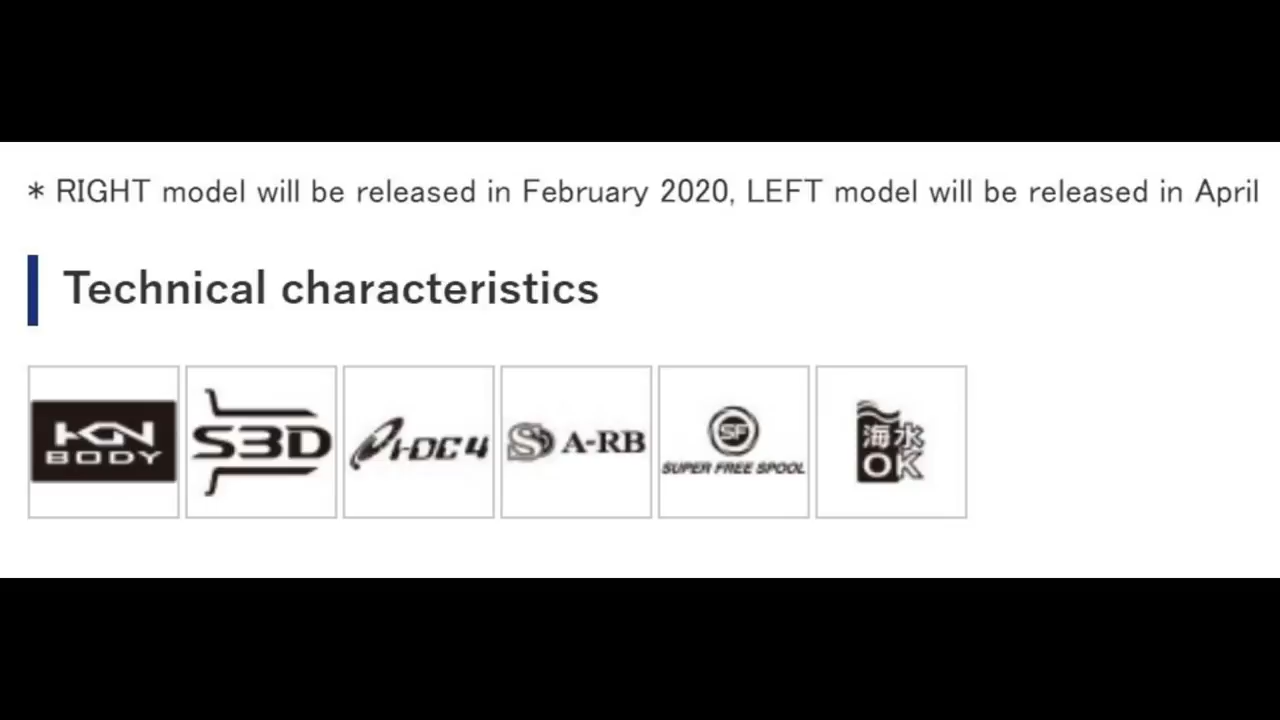 * RIGHT model will be released in February 2020, LEFT model will be released in April
Technical characteristics
HGN BODY
S3D
I-DC4
S A-RB
SF SUPER FREE SPOOL
海水 OK